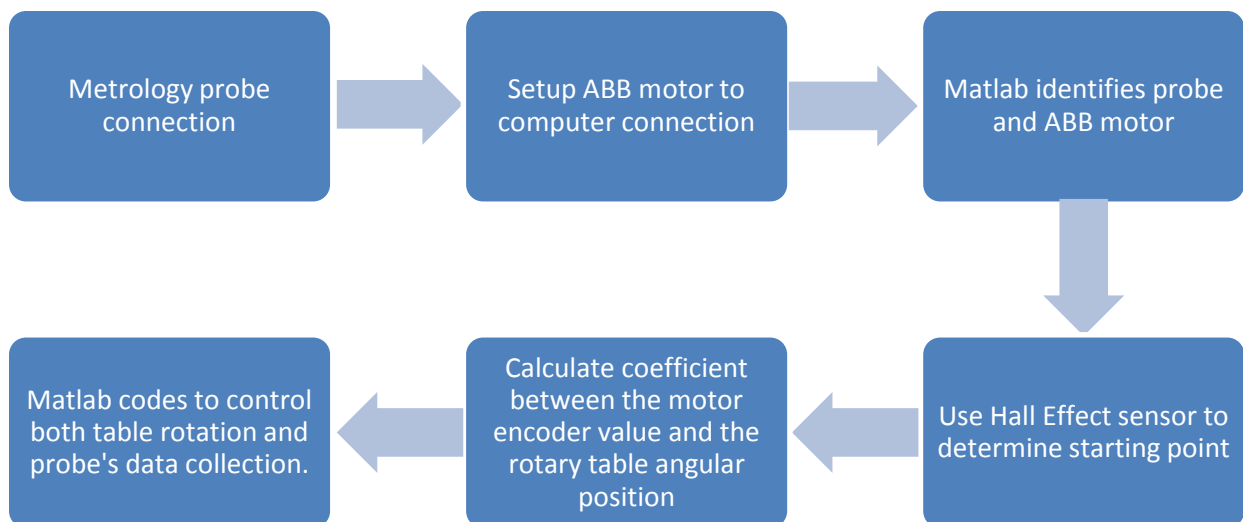 Metrology probe
connection
Setup ABB motor to
computer connection
Matlab identifies probe
and ABB motor
Use Hall Effect sensor to
determine starting point
Calculate coefficient
between the motor
encoder value and the
rotary table angular
position
Matlab codes to control
both table rotation and
probe's data collection.